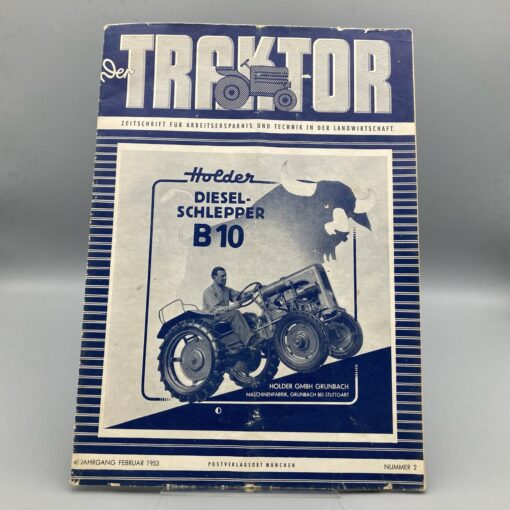 der TRAKTOR
ZEITSCHRIFT FÜR ARBEITSERSPARNIS UND TECHNIK IN DER LANDWIRTSCHAFT.
Holder
DIESEL-
SCHLEPPER
B 10
HOLDER GMBH GRUNBACH
MASCHINENFABRIK, GRUNBACH BEI STUTTGART
JAHRGANG FEBRUAR 1953
POSTVERLAGSORT MÜNCHEN
NUMMER 2